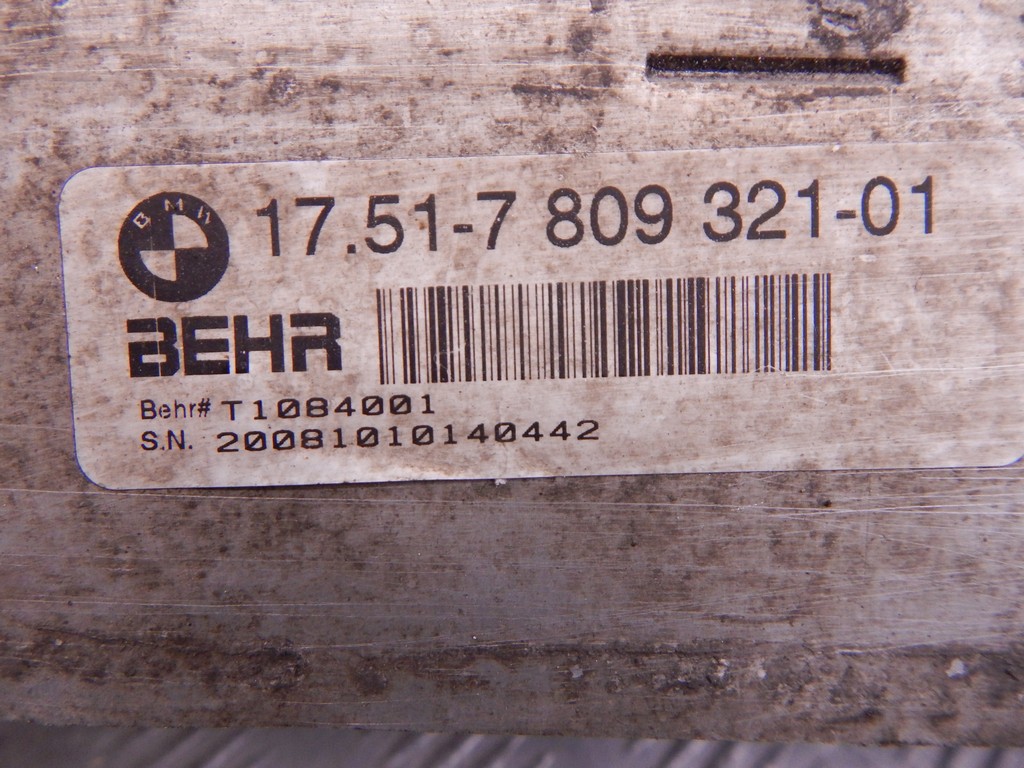 BMW 17.51-7 809 321-01
BEHR
Behr# T1084001
S.N. 20081010140442